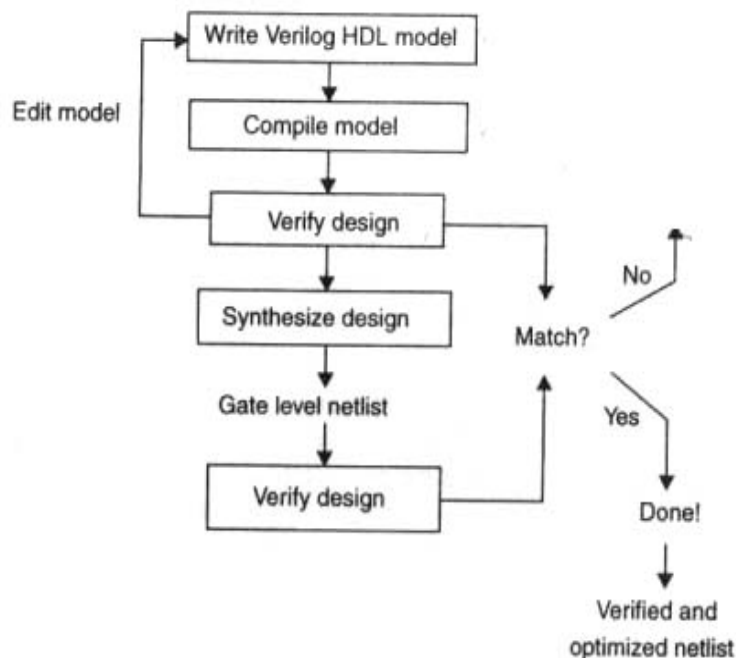 Write Verilog HDL model
Edit model
Compile model
Verify design
No
Synthesize design
Match?
Gate level netlist
Yes
Verify design
Done!
Verified and
optimized netlist